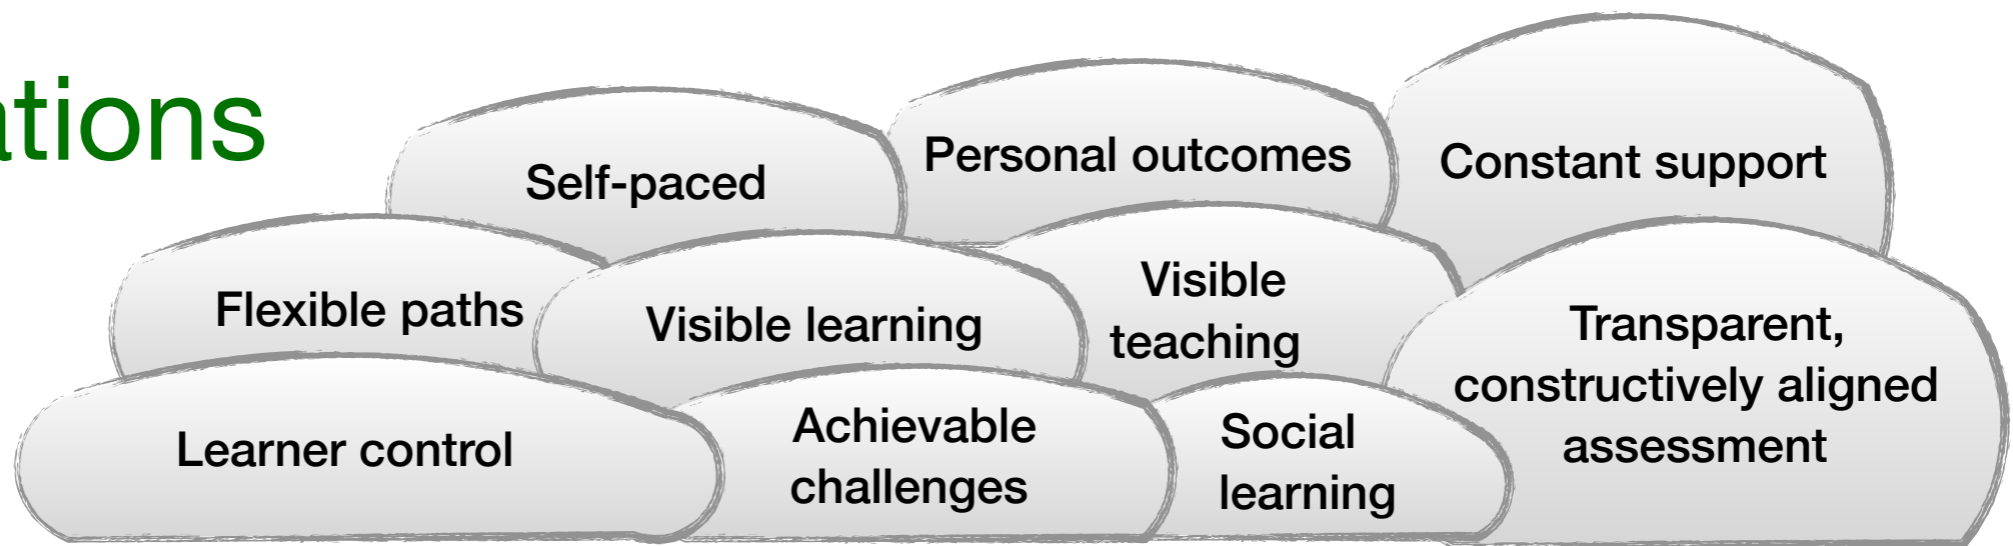 ations
Self-paced
Personal outcomes
Constant support
Flexible paths
Visible learning
Visible
teaching
Transparent,
constructively aligned
assessment
Learner control
Achievable
challenges
Social
learning